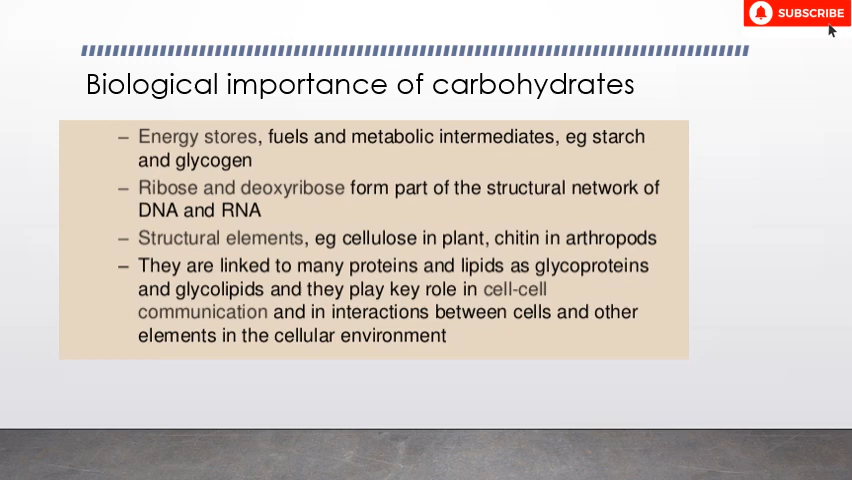 SUBSCRIBE
Biological importance of carbohydrates
– Energy stores, fuels and metabolic intermediates, eg starch
and glycogen
– Ribose and deoxyribose form part of the structural network of
DNA and RNA
– Structural elements, eg cellulose in plant, chitin in arthropods
– They are linked to many proteins and lipids as glycoproteins
and glycolipids and they play key role in cell-cell
communication and in interactions between cells and other
elements in the cellular environment